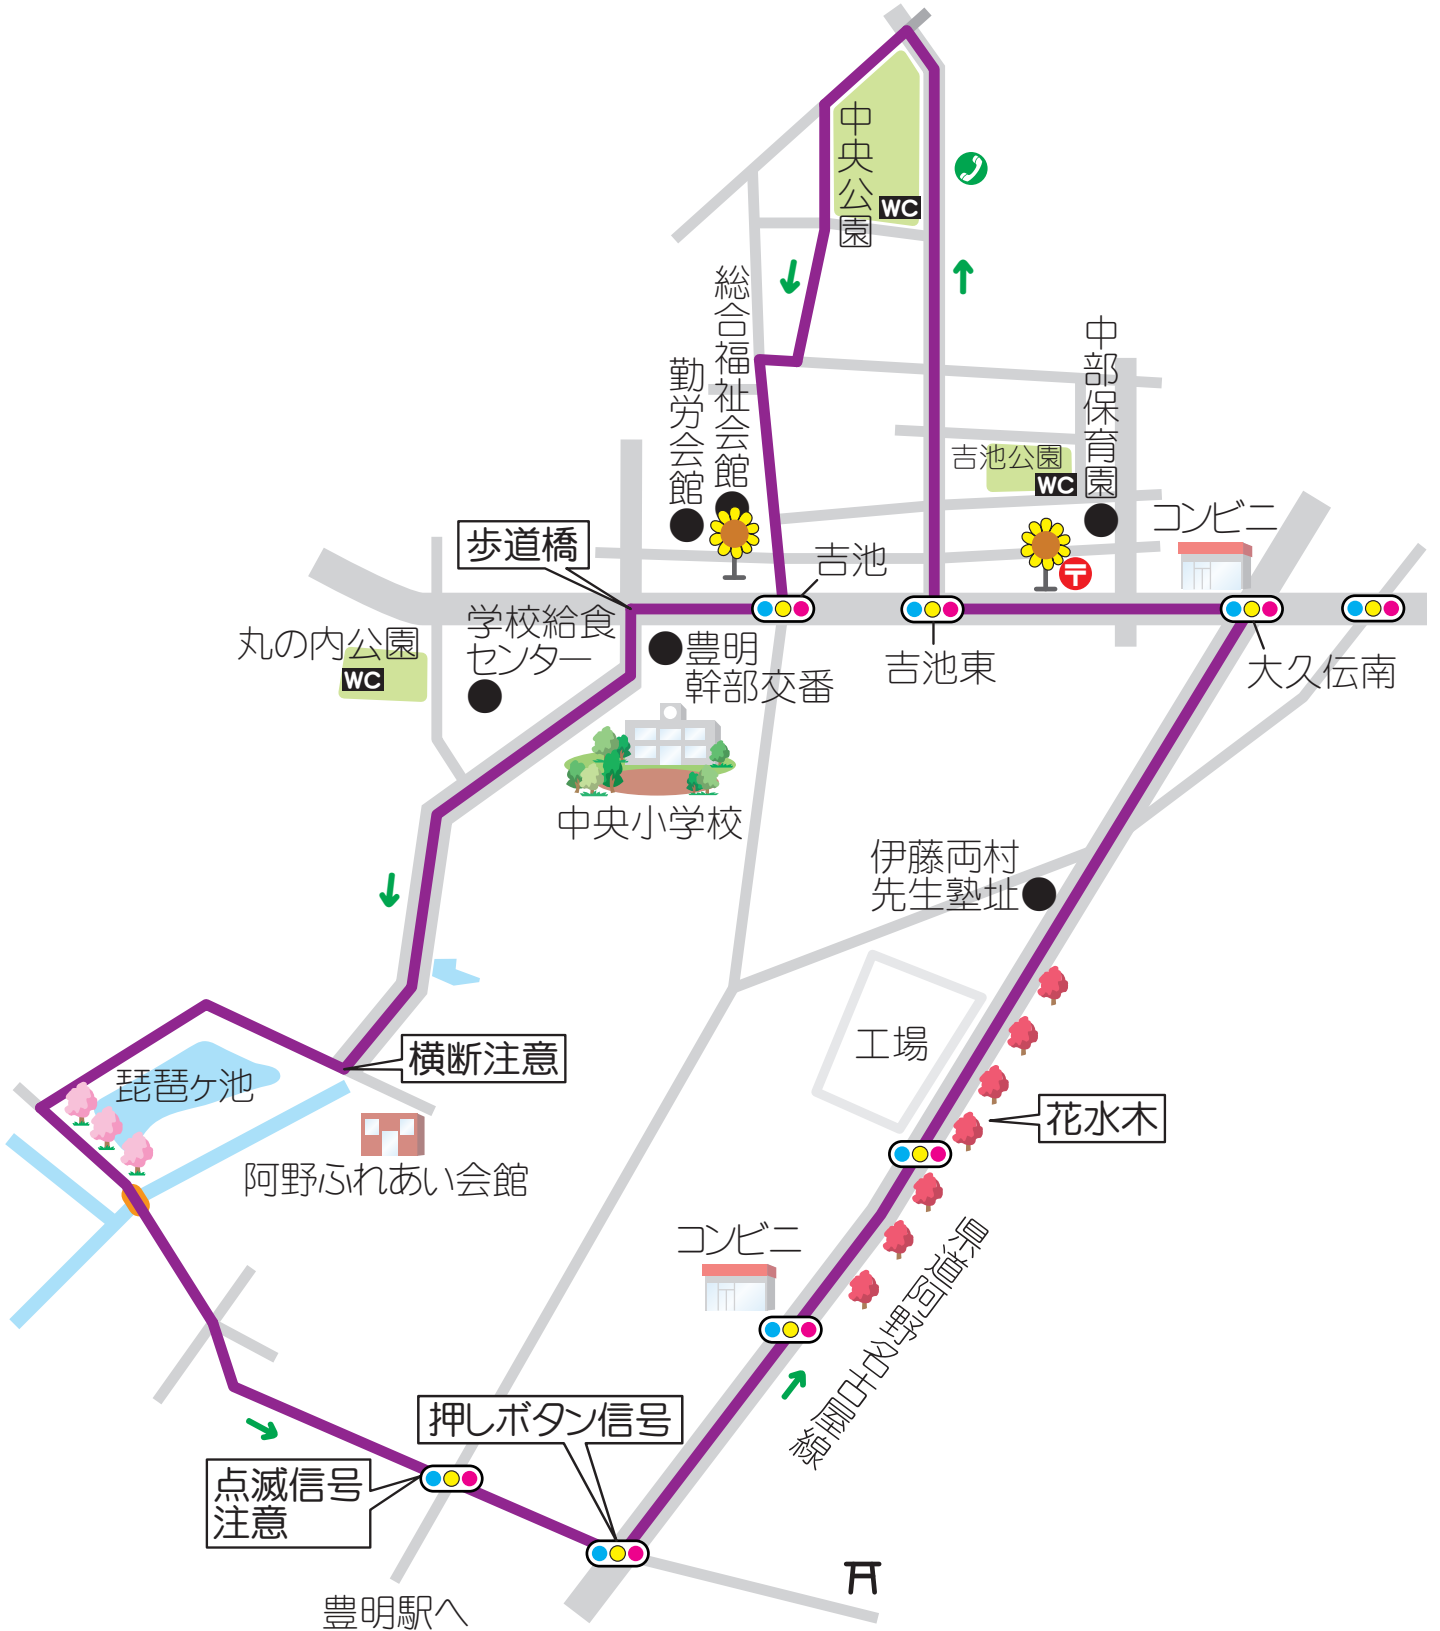 中央公園
WC
総合福祉会館
勤労会館
中部保育園
吉池公園
WC
コンビニ
歩道橋
吉池
学校給食
センター
丸の内公園
WC
豊明
幹部交番
吉池東
大久伝南
中央小学校
伊藤両村
先生塾址
工場
横断注意
琵琶ヶ池
花水木
阿野ふれあい会館
コンビニ
県道阿野名古屋線
押しボタン信号
点滅信号
注意
豊明駅へ